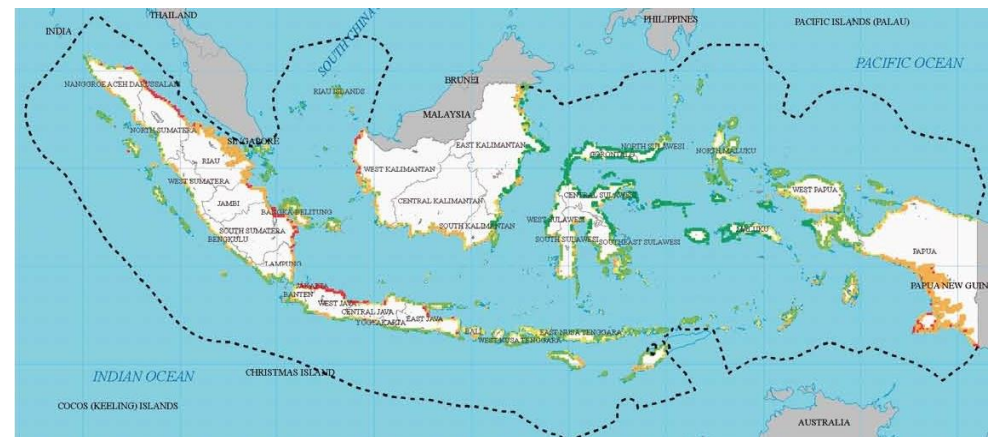 THAILAND
PHILIPPINES
PACIFIC ISLANDS (PALAU)
INDIA
SOUTH CHINA
PACIFIC OCEAN
BRUNEI
NANGGROE ACEH DARUSSALAM
RIAU ISLANDS
MALAYSIA
NORTH SUMATERA
SINGAPORE
EAST KALIMANTAN
NORTH SULAWESI
GORONTALO
NORTH MALUKU
RIAU
WEST KALIMANTAN
WEST SUMATERA
CENTRAL SULAWESI
WEST PAPUA
JAMBI
CENTRAL KALIMANTAN
BANGKA-BELITUNG
WEST SULAWESI
SOUTH KALIMANTAN
SOUTH SUMATERA
MALUKU
BENGKULU
SOUTH SULAWESI
SOUTHEAST SULAWESI
PAPUA
LAMPUNG
JAKARTA
PAPUA NEW GUIN
BANTEN
WEST JAVA
CENTRAL JAVA
EAST JAVA
YOGYAKARTA
BALI
EAST NUSA TENGGARA
WEST NUSA TENGGARA
CHRISTMAS ISLAND
INDIAN OCEAN
COCOS (KEELING) ISLANDS
AUSTRALIA